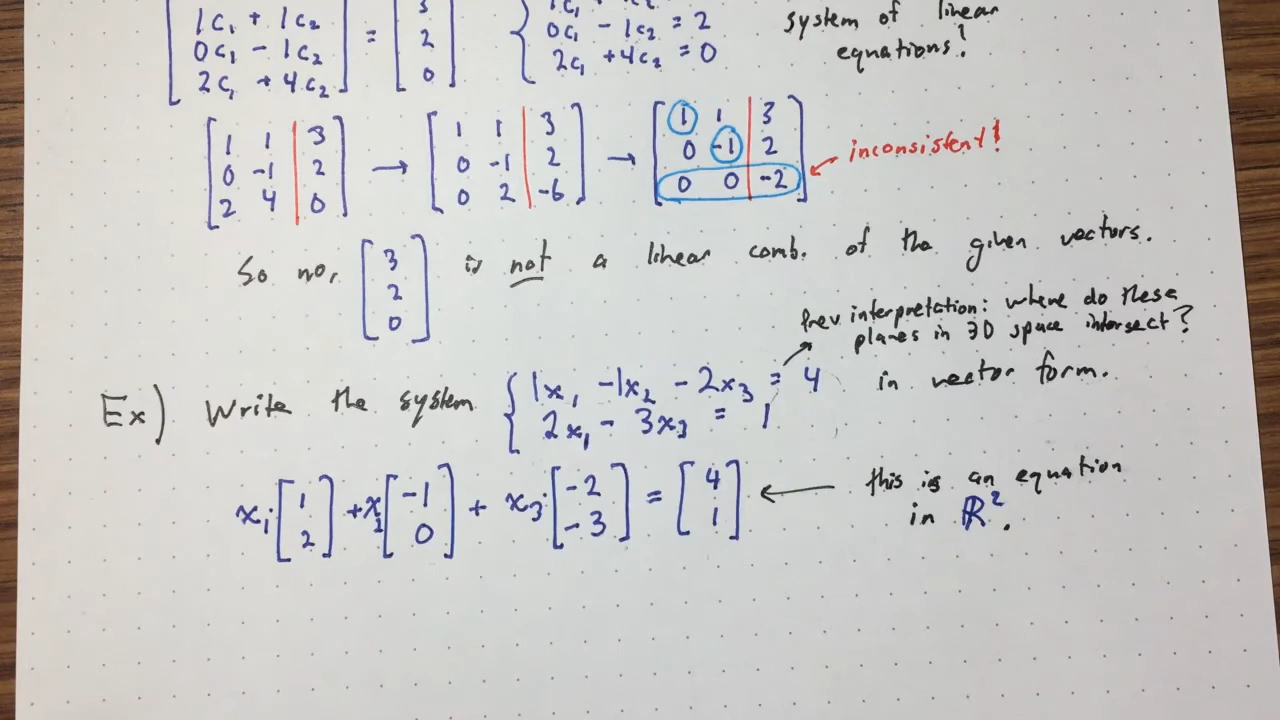 1c₁ + 1c₂
0c₁ - 1c₂ = 2
2c₁ + 4c₂ 0
0c₁ - 1c₂ = 2
2c₁ + 4c₂ = 0
system of linear
equations!
1 1 | 3 1 1 | 3 1 1 | 3
0 -1 | 2 → 0 -1 | 2 → 0 -1 | 2
2 4 | 0 0 2 | -6 0 0 | -2
inconsistent!
So no, [3 2 0] is not a linear comb. of the given vectors.
Prev interpretation: where do these
planes in 3D space intersect?
Ex) Write the system { 1x₁ - 1x₂ - 2x₃ = 4 in vector form.
2x₁ - 3x₃ = 1
x₁ [1 2] + x₂ [-1 0] + x₃ [-2 -3] = [4 1] ← this is an equation
in ℝ².